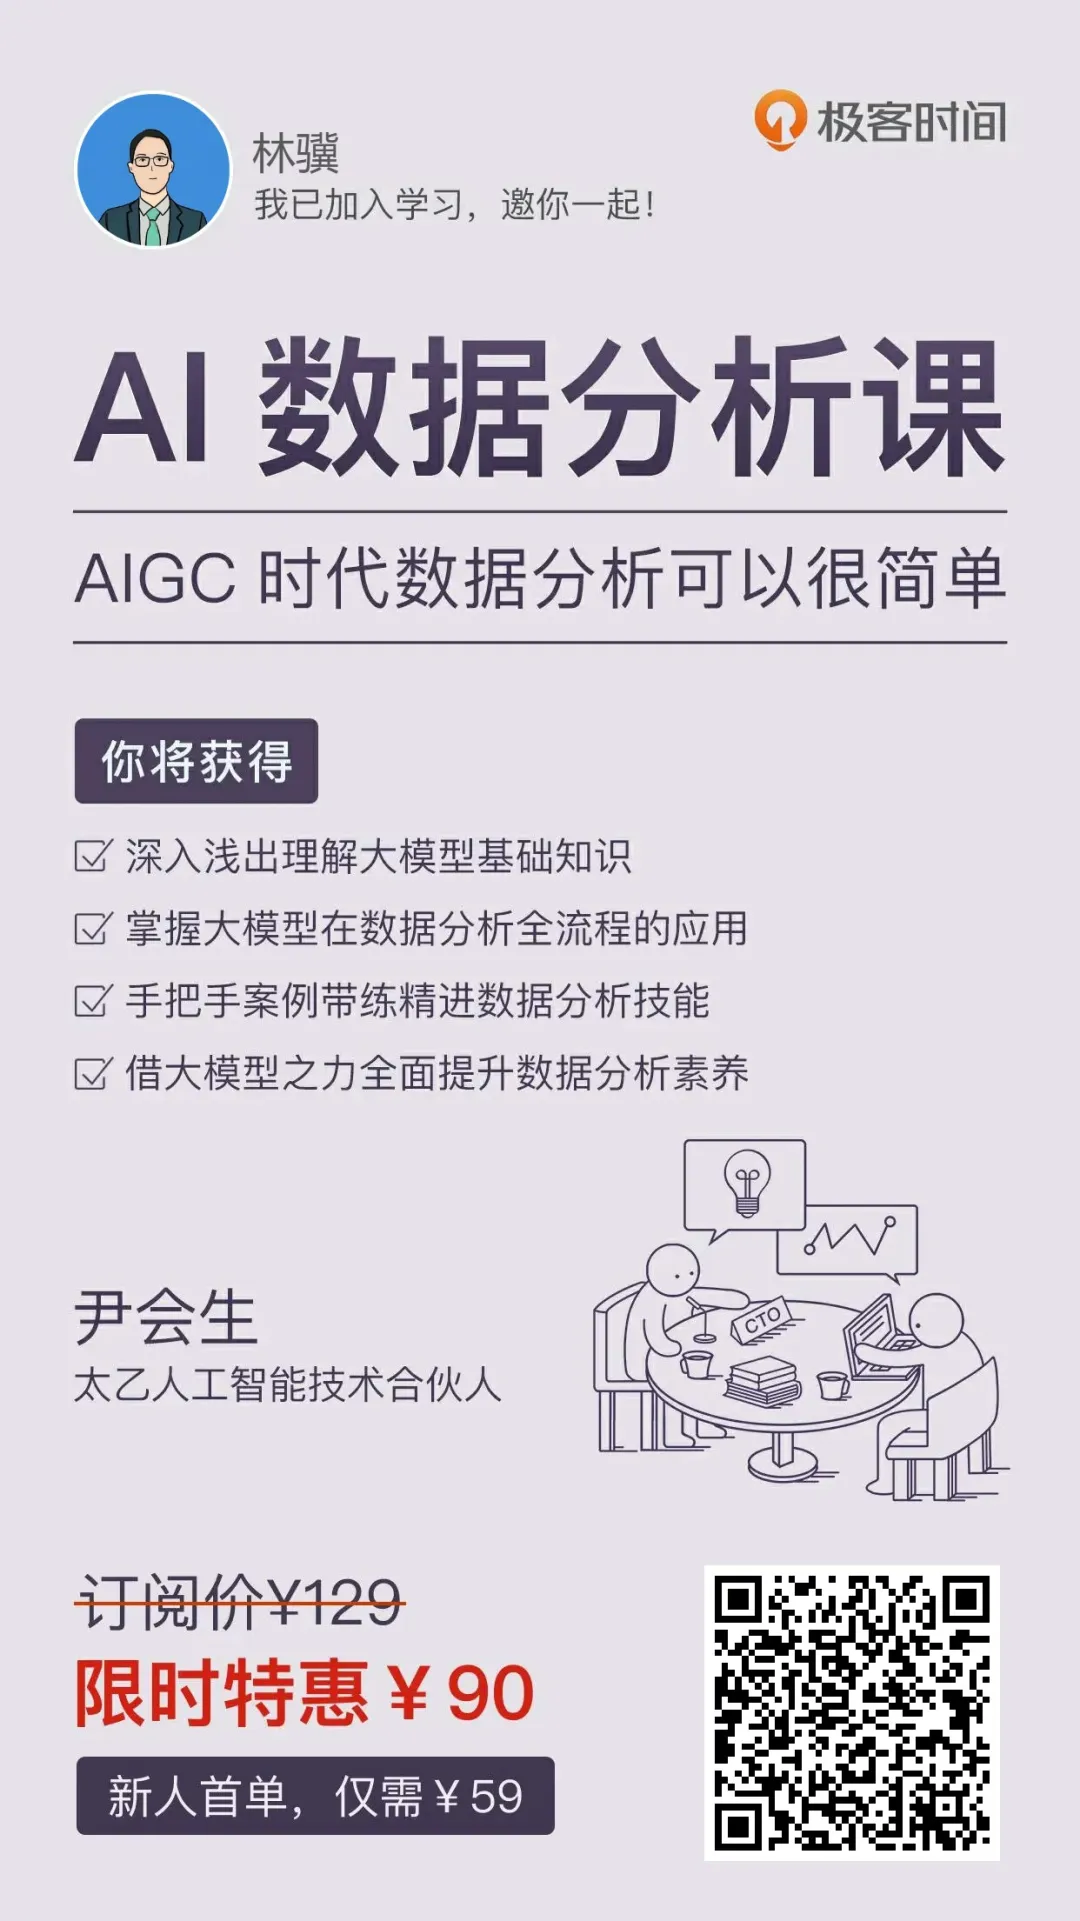 林骥
我已加入学习，邀你一起！
极客时间
AI 数据分析课
AIGC 时代数据分析可以很简单
你将获得
深入浅出理解大模型基础知识
掌握大模型在数据分析全流程的应用
手把手案例带练精进数据分析技能
借大模型之力全面提升数据分析素养
CTO
尹会生
太乙人工智能技术合伙人
订阅价¥129
限时特惠¥90
新人首单，仅需¥59